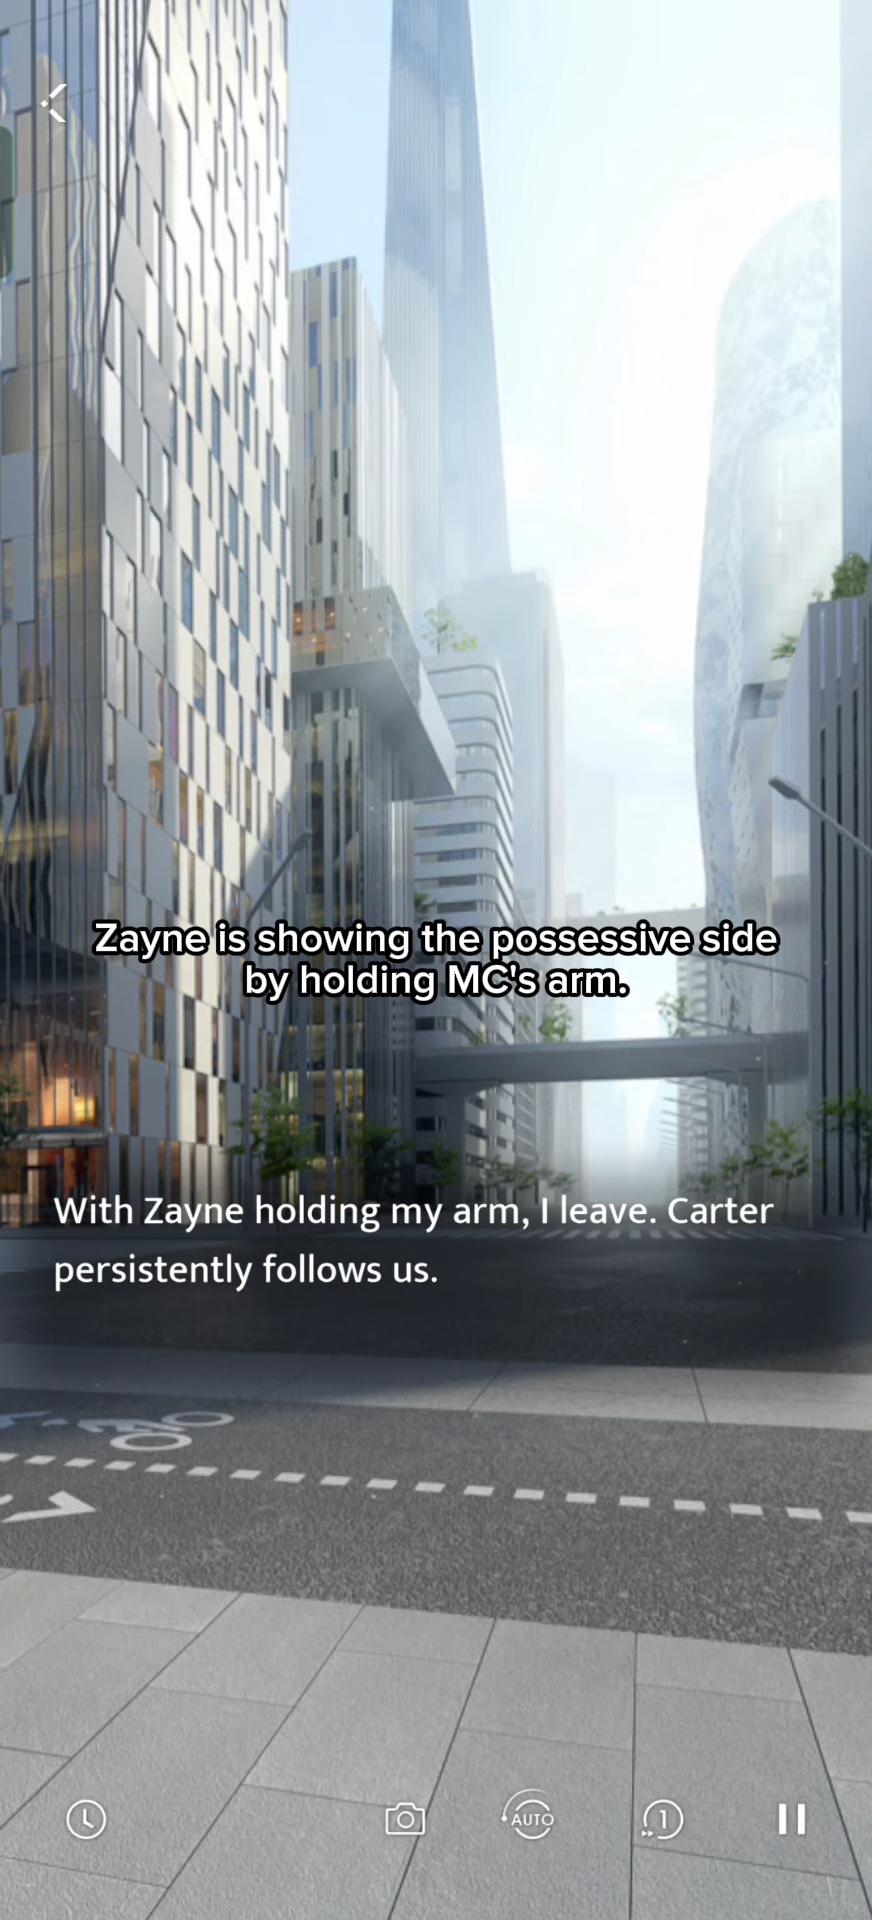 Zayne is showing the possessive side
by holding MC's arm.
With Zayne holding my arm, I leave. Carter
persistently follows us.
AUTO
1